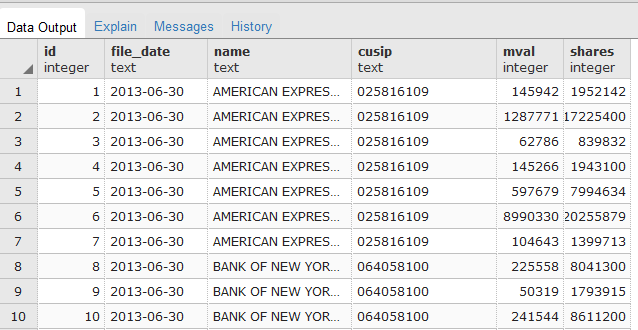 Data Output Explain Messages History
id file_date name cusip mval shares
integer text text text integer integer
1 1 2013-06-30 AMERICAN EXPRES... 025816109 145942 1952142
2 2 2013-06-30 AMERICAN EXPRES... 025816109 1287771 17225400
3 3 2013-06-30 AMERICAN EXPRES... 025816109 62786 839832
4 4 2013-06-30 AMERICAN EXPRES... 025816109 145266 1943100
5 5 2013-06-30 AMERICAN EXPRES... 025816109 597679 7994634
6 6 2013-06-30 AMERICAN EXPRES... 025816109 8990330 20255879
7 7 2013-06-30 AMERICAN EXPRES... 025816109 104643 1399713
8 8 2013-06-30 BANK OF NEW YOR... 064058100 225558 8041300
9 9 2013-06-30 BANK OF NEW YOR... 064058100 50319 1793915
10 10 2013-06-30 BANK OF NEW YOR... 064058100 241544 8611200